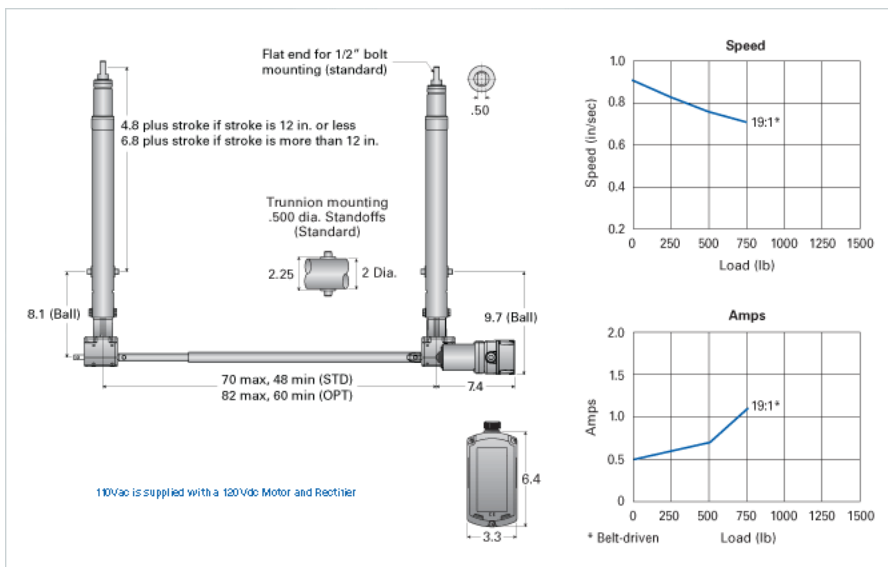 Flat end for 1/2" bolt
mounting (standard)
.50
4.8 plus stroke if stroke is 12 in. or less
6.8 plus stroke if stroke is more than 12 in.
Trunnion mounting
.500 dia. Standoffs
(Standard)
2.25
2 Dia.
8.1 (Ball)
9.7 (Ball)
70 max, 48 min (STD)
82 max, 60 min (OPT)
7.4
6.4
3.3
110Vac is supplied with a 120Vdc Motor and Rectifier
Speed
1.0
0.8
0.6
0.4
0.2
Speed (in/sec)
19:1*
0 250 500 750 1000 1250 1500
Load (lb)
Amps
2.0
1.5
1.0
0.5
0
Amps
19:1*
0 250 500 750 1000 1250 1500
* Belt-driven
Load (lb)